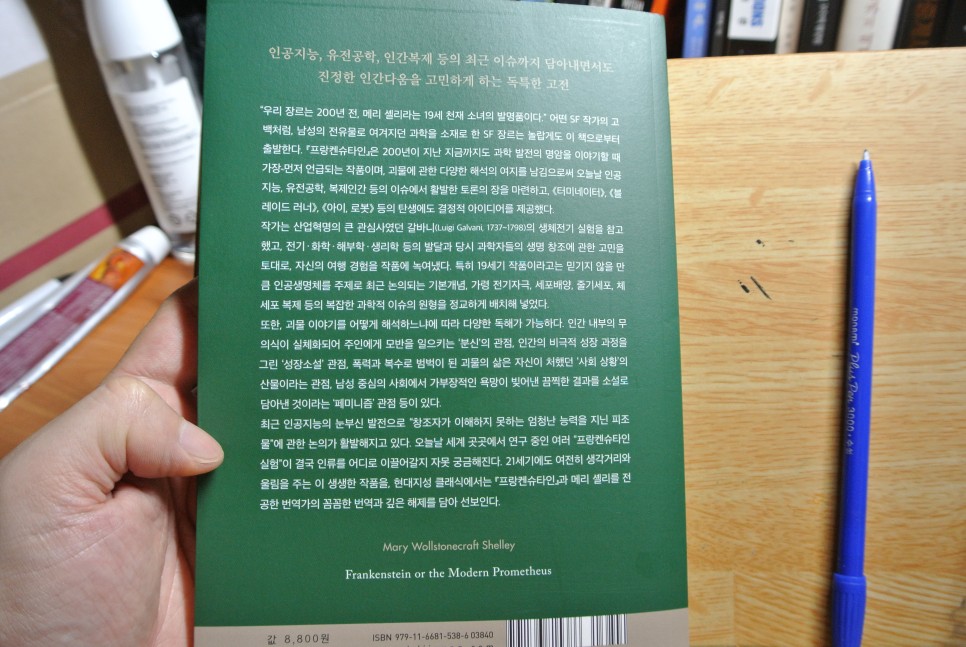 인공지능, 유전공학, 인간복제 등의 최근 이슈까지 담아내면서도
진정한 인간다움을 고민하게 하는 독특한 고전
“우리 장르는 200년 전, 메리 셸리라는 19세 천재 소녀의 발명품이다.” 어떤 SF 작가의 고
백처럼, 남성의 전유물로 여겨지던 과학을 소재로 한 SF 장르는 놀랍게도 이 책으로부터
출발한다. 『프랑켄슈타인』은 200년이 지난 지금까지도 과학 발전의 명암을 이야기할 때
가장 먼저 언급되는 작품이며, 괴물에 관한 다양한 해석의 여지를 남김으로써 오늘날 인공
지능, 유전공학, 복제인간 등의 이슈에서 활발한 토론의 장을 마련하고, 〈터미네이터〉, 〈블
레이드 러너〉, 〈아이, 로봇〉 등의 탄생에도 결정적 아이디어를 제공했다.
작가는 산업혁명의 큰 관심사였던 갈바니(Luigi Galvani, 1737~1798)의 생체전기 실험을 참고
했고, 전기·화학·해부학·생리학 등의 발달과 당시 과학자들의 생명 창조에 관한 고민을
토대로, 자신의 여행 경험을 작품에 녹여냈다. 특히 19세기 작품이라고는 믿기지 않을 만
큼 인공생명체를 주제로 최근 논의되는 기본개념, 가령 전기자극, 세포배양, 줄기세포, 체
세포 복제 등의 복잡한 과학적 이슈의 원형을 정교하게 배치해 넣었다.
또한, 괴물 이야기를 어떻게 해석하느냐에 따라 다양한 독해가 가능하다. 인간 내부의 무
의식이 실체화되어 주인에게 모반을 일으키는 ‘분신’의 관점, 인간의 비극적 성장 과정을
그린 ‘성장소설’ 관점, 폭력과 복수로 범벅이 된 괴물의 삶은 자신이 처했던 ‘사회 상황’의
산물이라는 관점, 남성 중심의 사회에서 가부장적인 욕망이 빚어낸 끔찍한 결과를 소설로
담아낸 것이라는 ‘페미니즘’ 관점 등이 있다.
최근 인공지능의 눈부신 발전으로 “창조자가 이해하지 못하는 엄청난 능력을 지닌 피조
물”에 관한 논의가 활발해지고 있다. 오늘날 세계 곳곳에서 연구 중인 여러 “프랑켄슈타인
실험”이 결국 인류를 어디로 이끌어갈지 자못 궁금해진다. 21세기에도 여전히 생각거리와
울림을 주는 이 생생한 작품을, 현대지성 클래식에서는 『프랑켄슈타인』과 메리 셸리를 전
공한 번역가의 꼼꼼한 번역과 깊은 해제를 담아 선보인다.
Mary Wollstonecraft Shelley
Frankenstein or the Modern Prometheus
값 8,800원
ISBN 979-11-6681-538-6 03840
monami Plus Pen 3000